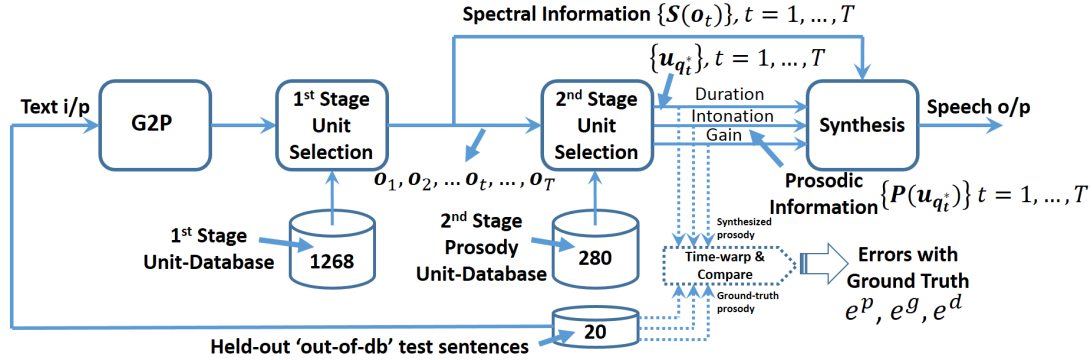 Spectral Information {S(o_t)}, t = 1, ..., T
{u_{q_t^*}}, t = 1, ..., T
Text i/p
G2P
1st Stage
Unit
Selection
2nd Stage
Unit
Selection
Duration
Intonation
Gain
Synthesis
Speech o/p
o_1, o_2, ... o_t, ..., o_T
Prosodic
Information
{P(u_{q_t^*})} t = 1, ..., T
1st Stage
Unit-Database
1268
2nd Stage
Prosody
Unit-Database
280
Synthesized
prosody
Time-warp &
Compare
Ground-truth
prosody
Errors with
Ground Truth
e^p, e^g, e^d
20
Held-out 'out-of-db' test sentences